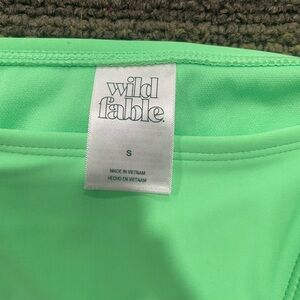 wild
fable.
S
MADE IN VIETNAM
HECHO EN VIETNAM